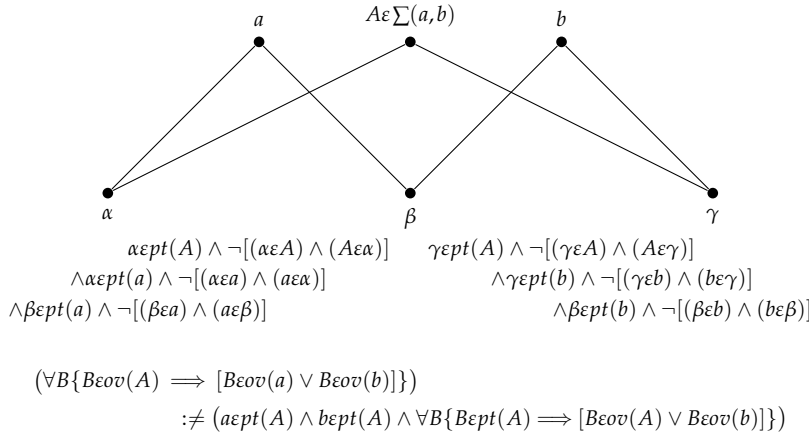 a
Aε∑(a,b)
b
α
β
γ
αεpt(A) ∧ ¬[(αεA) ∧ (Aεα)]
γεpt(A) ∧ ¬[(γεA) ∧ (Aεγ)]
∧αεpt(a) ∧ ¬[(αεa) ∧ (aεα)]
∧γεpt(b) ∧ ¬[(γεb) ∧ (bεγ)]
∧βεpt(a) ∧ ¬[(βεa) ∧ (aεβ)]
∧βεpt(b) ∧ ¬[(βεb) ∧ (bεβ)]
(∀B{Bεov(A) ⟹ [Bεov(a) ∨ Bεov(b)]})
:≠ (aεpt(A) ∧ bεpt(A) ∧ ∀B{Bεpt(A) ⟹ [Bεov(A) ∨ Bεov(b)]})